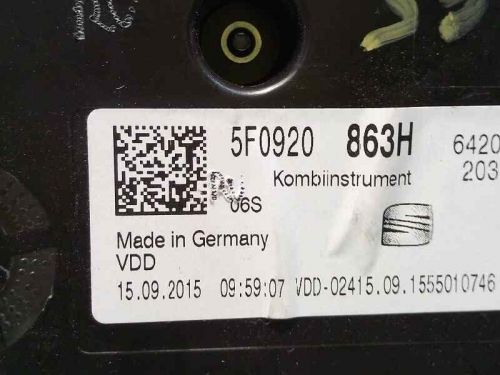 5F0920 863H 6420
Kombiinstrument 203
06S
Made in Germany
VDD
15.09.2015 09:59:07 VDD-02415.09.1555010746